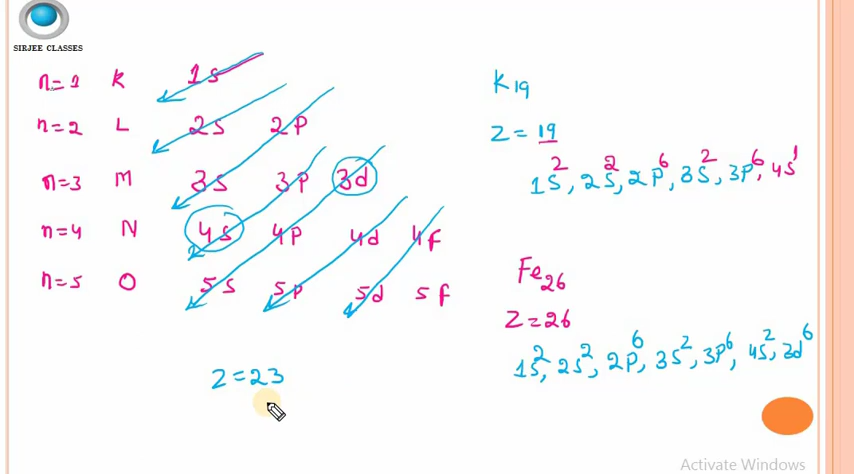 SIRJEE CLASSES
n=1 K 1s
n=2 L 2s 2p
n=3 M 3s 3p 3d
n=4 N 4s 4p 4d 4f
n=5 O 5s 5p 5d 5f
Z=23
K₁₉
Z=19
1s², 2s², 2p⁶, 3s², 3p⁶, 4s¹
Fe₂₆
Z=26
1s², 2s², 2p⁶, 3s², 3p⁶, 4s², 3d⁶
Activate Windows